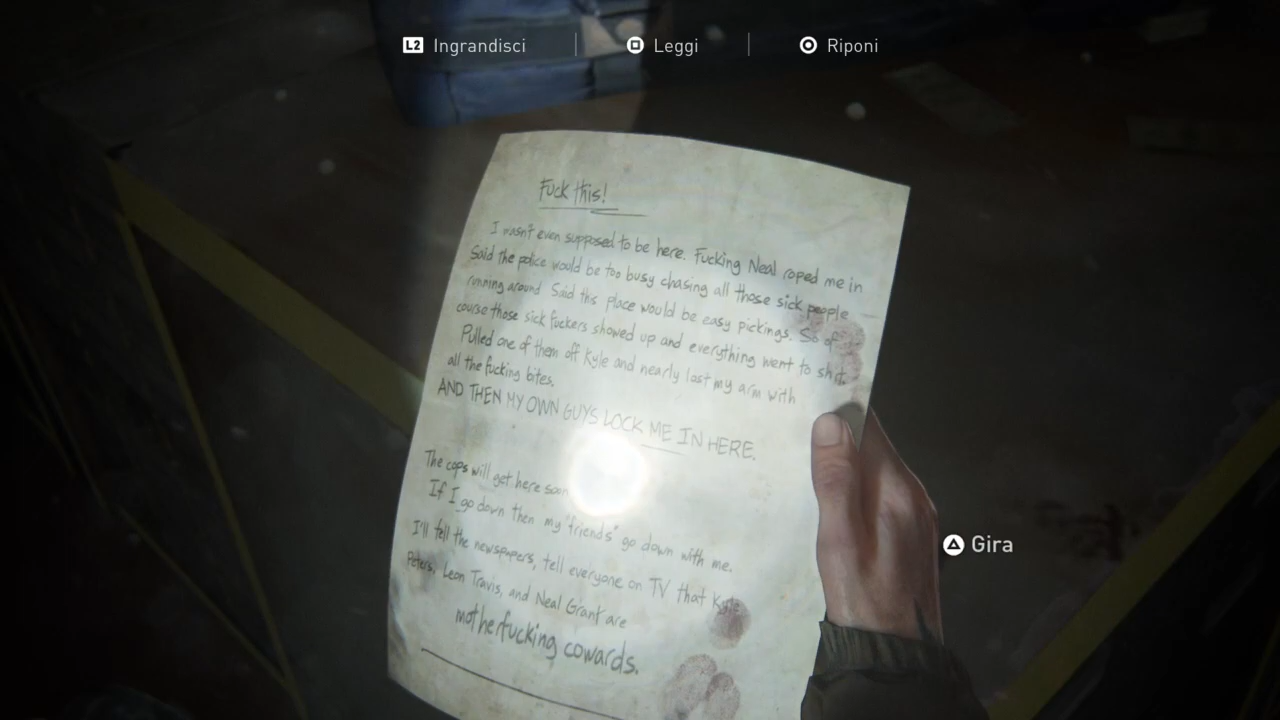 L2 Ingrandisci
Leggi
Riponi
Fuck this!
I wasn't even supposed to be here. Fucking Neal roped me in
Said the police would be too busy chasing all those sick people
running around. Said this place would be easy pickings. So of
course those sick fuckers showed up and everything went to shit.
Pulled one of them off Kyle and nearly lost my arm with
all the fucking bites.
AND THEN MY OWN GUYS LOCK ME IN HERE.
The cops will get here soon
If I go down then my "friends" go down with me.
I'll tell the newspapers, tell everyone on TV that Kyle
Peters, Leon Travis, and Neal Grant are
motherfucking cowards.
Gira